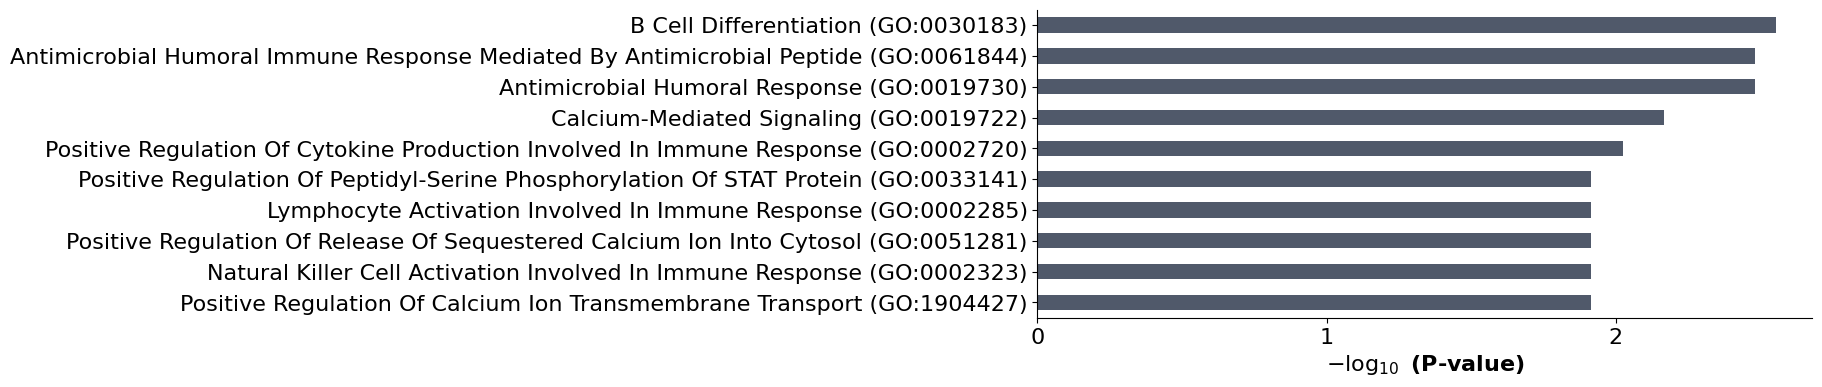 B Cell Differentiation (GO:0030183)
Antimicrobial Humoral Immune Response Mediated By Antimicrobial Peptide (GO:0061844)
Antimicrobial Humoral Response (GO:0019730)
Calcium-Mediated Signaling (GO:0019722)
Positive Regulation Of Cytokine Production Involved In Immune Response (GO:0002720)
Positive Regulation Of Peptidyl-Serine Phosphorylation Of STAT Protein (GO:0033141)
Lymphocyte Activation Involved In Immune Response (GO:0002285)
Positive Regulation Of Release Of Sequestered Calcium Ion Into Cytosol (GO:0051281)
Natural Killer Cell Activation Involved In Immune Response (GO:0002323)
Positive Regulation Of Calcium Ion Transmembrane Transport (GO:1904427)
0 1 2
−log₁₀ (P-value)